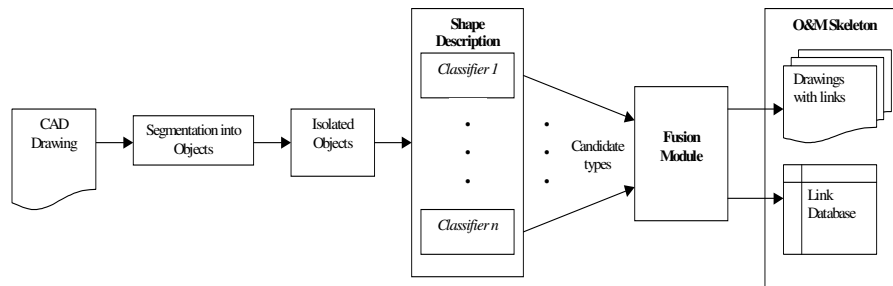 CAD
Drawing
Segmentation into
Objects
Isolated
Objects
Shape
Description
Classifier 1
Classifier n
Candidate
types
Fusion
Module
O&M Skeleton
Drawings
with links
Link
Database